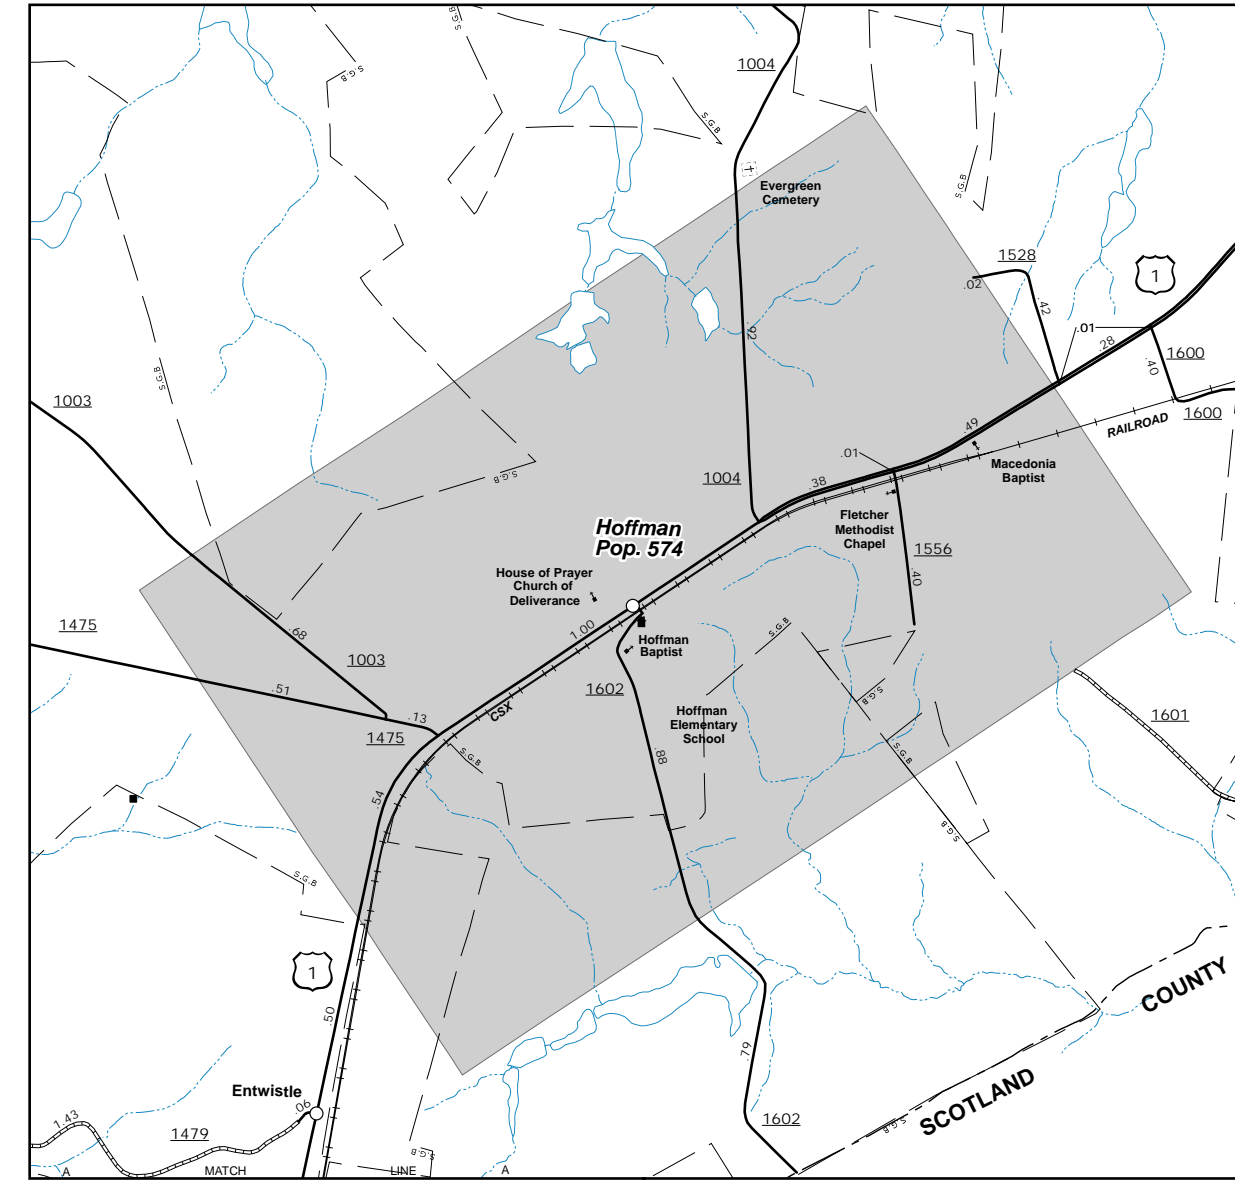 S.G.B
S.G.B
1004
S.G.B
Evergreen
Cemetery
S.G.B
1528
.02
.42
1
.01
.28
.92
1600
.40
1600
RAILROAD
S.G.B
1003
.49
.01
Macedonia
Baptist
S.G.B
1004
.38
Fletcher
Methodist
Chapel
Hoffman
Pop. 574
1556
.40
House of Prayer
Church of
Deliverance
1475
.68
1.00
S.G.B
Hoffman
Baptist
1003
.51
1602
S.G.B
CSX
Hoffman
Elementary
School
1601
.13
1475
S.G.B
.88
S.G.B
.54
S.G.B
S.G.B
1
COUNTY
.50
.79
SCOTLAND
Entwistle
.06
1.43
1479
1602
S.G.B
S.G.B
A
MATCH
LINE
A